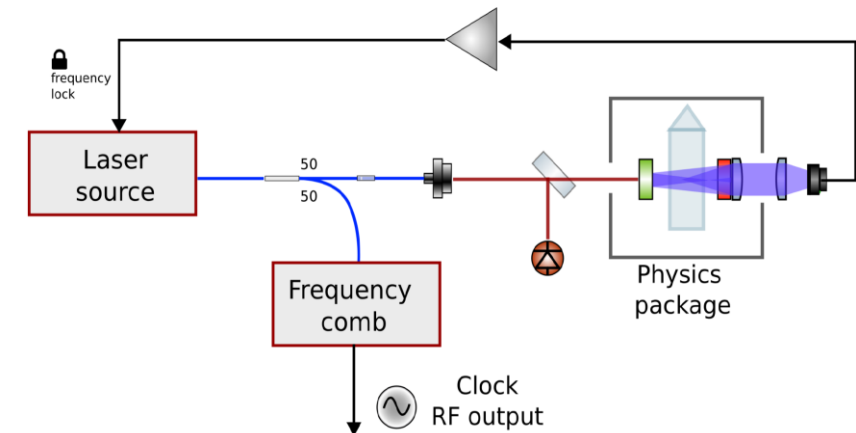 frequency
lock
Laser
source
50
50
Frequency
comb
Physics
package
Clock
RF output